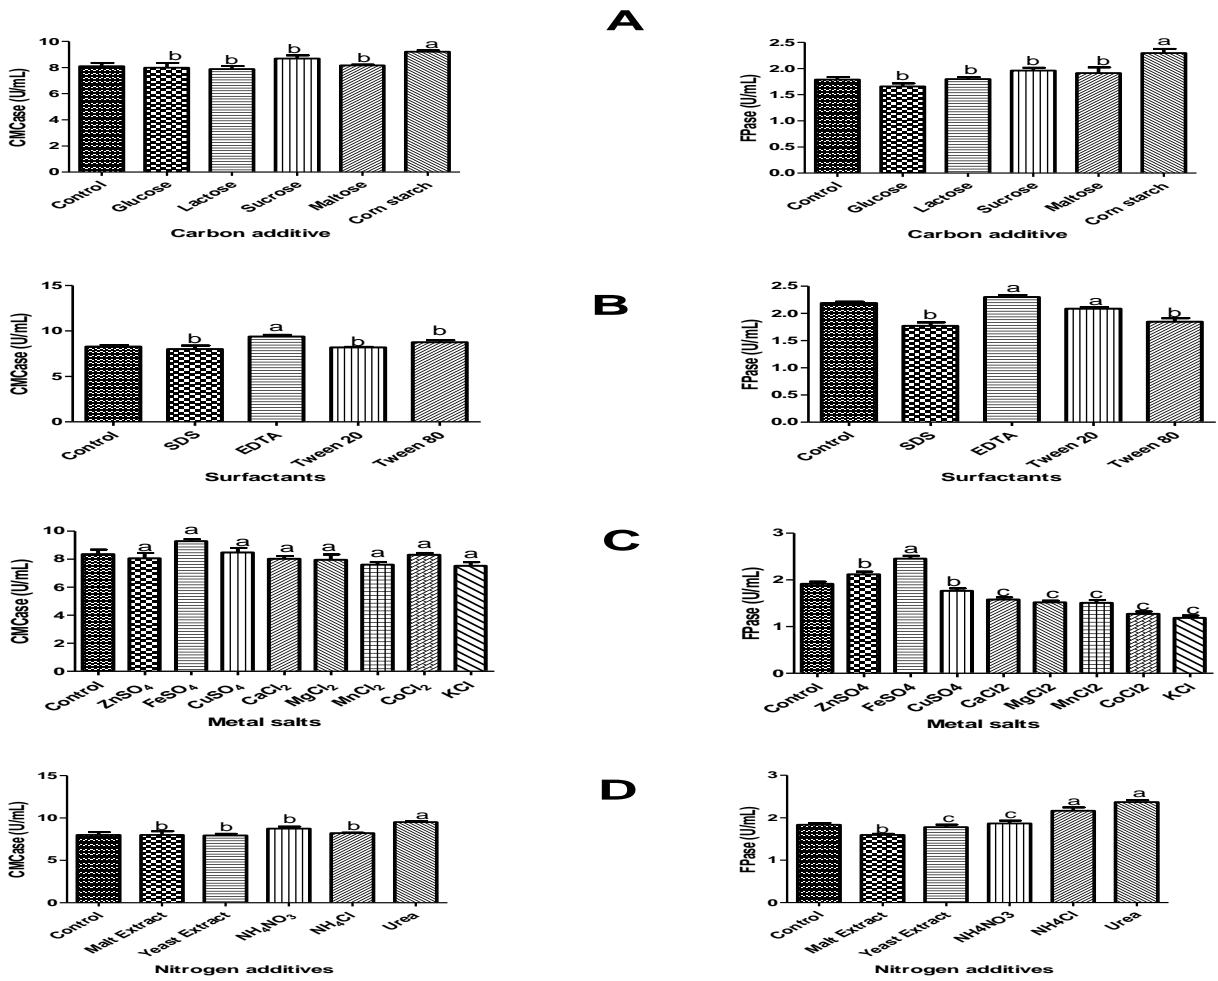 A
CMCase (U/mL)
10
8
6
4
2
0
b
b
b
b
a
Control
Glucose
Lactose
Sucrose
Maltose
Corn starch
Carbon additive
FPase (U/mL)
2.5
2.0
1.5
1.0
0.5
0.0
b
b
b
b
a
Control
Glucose
Lactose
Sucrose
Maltose
Corn starch
Carbon additive
B
CMCase (U/mL)
15
10
5
0
b
a
b
b
Control
SDS
EDTA
Tween 20
Tween 80
Surfactants
FPase (U/mL)
2.5
2.0
1.5
1.0
0.5
0.0
b
a
a
b
Control
SDS
EDTA
Tween 20
Tween 80
Surfactants
C
CMCase (U/mL)
10
8
6
4
2
0
a
a
a
a
a
a
a
a
Control
ZnSO₄
FeSO₄
CuSO₄
CaCl₂
MgCl₂
MnCl₂
CoCl₂
KCl
Metal salts
FPase (U/mL)
3
2
1
0
b
a
b
c
c
c
c
c
Control
ZnSO4
FeSO4
CuSO4
CaCl2
MgCl2
MnCl2
CoCl2
KCl
Metal salts
D
CMCase (U/mL)
15
10
5
0
b
b
b
b
a
Control
Malt Extract
Yeast Extract
NH₄NO₃
NH₄Cl
Urea
Nitrogen additives
FPase (U/mL)
3
2
1
0
b
c
c
a
a
Control
Malt Extract
Yeast Extract
NH4NO3
NH4Cl
Urea
Nitrogen additives